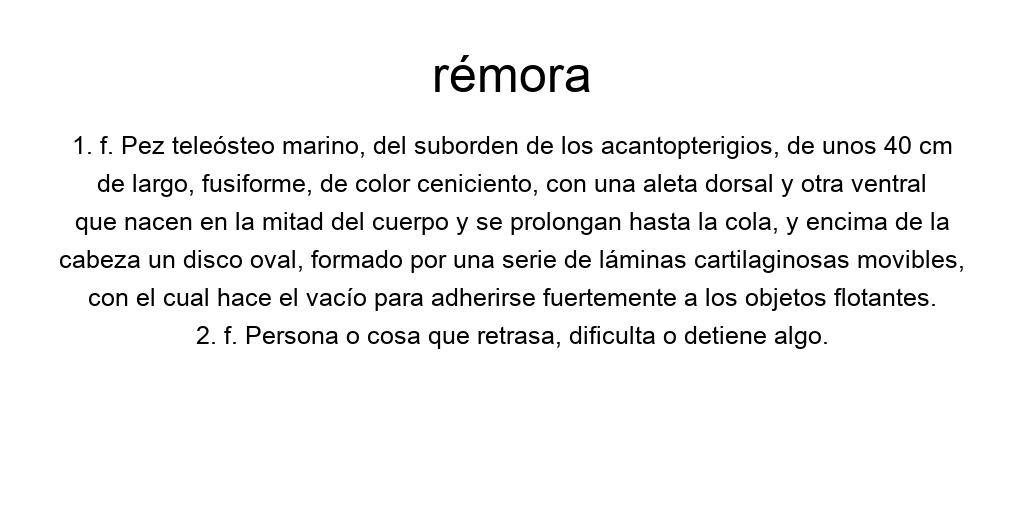 rémora
1. f. Pez teleósteo marino, del suborden de los acantopterigios, de unos 40 cm
de largo, fusiforme, de color ceniciento, con una aleta dorsal y otra ventral
que nacen en la mitad del cuerpo y se prolongan hasta la cola, y encima de la
cabeza un disco oval, formado por una serie de láminas cartilaginosas movibles,
con el cual hace el vacío para adherirse fuertemente a los objetos flotantes.
2. f. Persona o cosa que retrasa, dificulta o detiene algo.